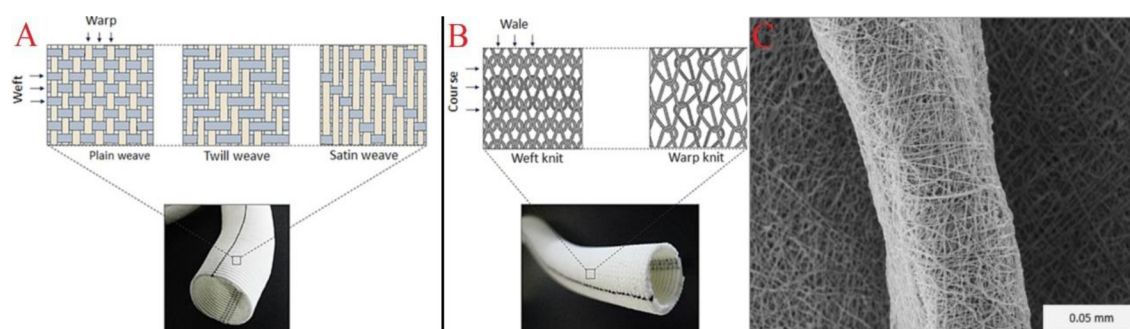 A
Warp
Weft
Plain weave
Twill weave
Satin weave
B
Wale
Course
Weft knit
Warp knit
C
0.05 mm